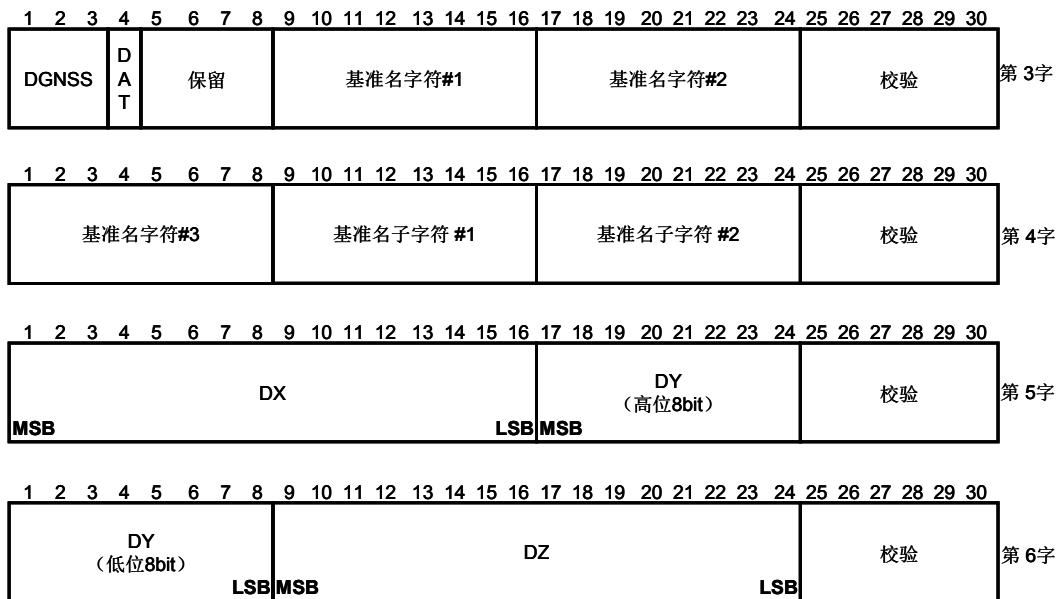 1 2 3 4 5 6 7 8 9 10 11 12 13 14 15 16 17 18 19 20 21 22 23 24 25 26 27 28 29 30
DGNSS DAT 保留 基准名字符#1 基准名字符#2 校验 第 3字
1 2 3 4 5 6 7 8 9 10 11 12 13 14 15 16 17 18 19 20 21 22 23 24 25 26 27 28 29 30
基准名字符#3 基准名子字符 #1 基准名子字符 #2 校验 第 4字
1 2 3 4 5 6 7 8 9 10 11 12 13 14 15 16 17 18 19 20 21 22 23 24 25 26 27 28 29 30
DX DY
（高位8bit） 校验 第 5字
MSB LSB MSB
1 2 3 4 5 6 7 8 9 10 11 12 13 14 15 16 17 18 19 20 21 22 23 24 25 26 27 28 29 30
DY
（低位8bit） DZ 校验 第 6字
LSB MSB LSB